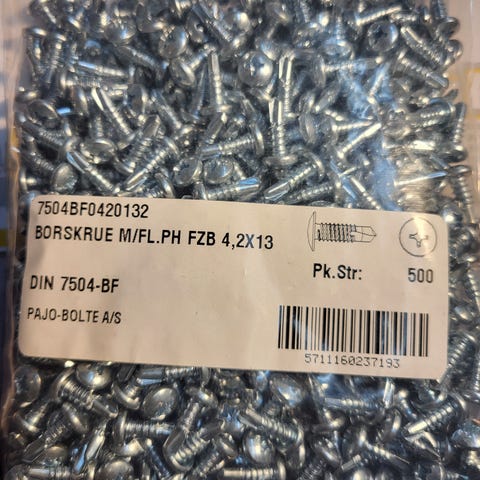 7504BF0420132
BORSKRUE M/FL.PH FZB 4,2X13
Pk.Str: 500
DIN 7504-BF
PAJO-BOLTE A/S
5711160237193